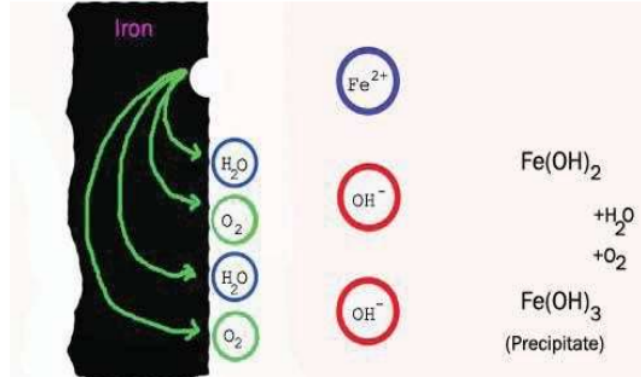 Iron
Fe²⁺
H₂O
O₂
H₂O
O₂
OH⁻
OH⁻
Fe(OH)₂
+H₂O
+O₂
Fe(OH)₃
(Precipitate)